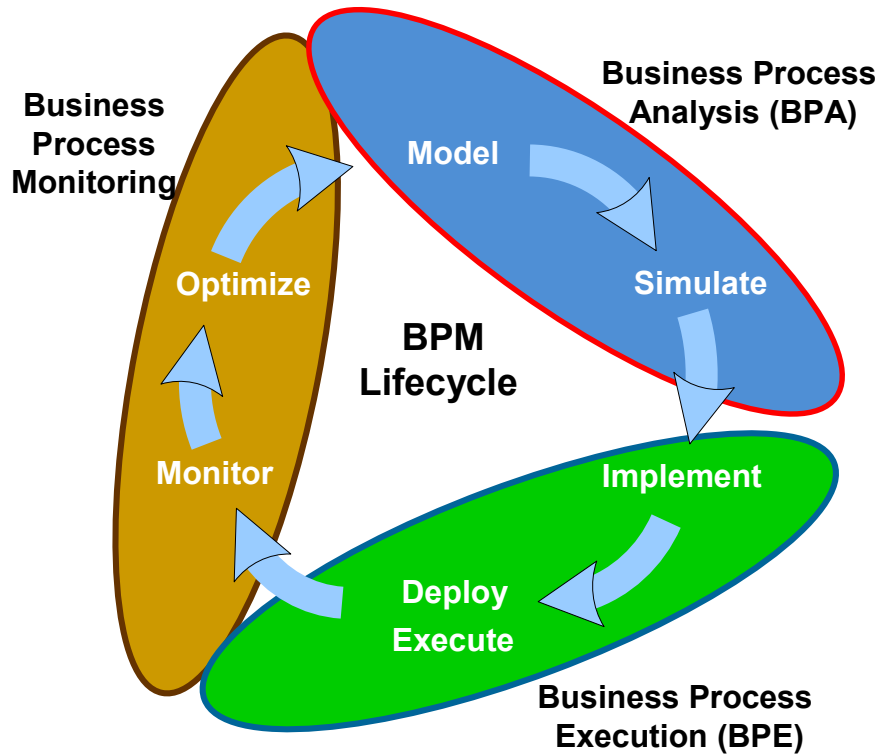 Business Process
Analysis (BPA)
Business
Process
Monitoring
Model
Optimize
Simulate
BPM
Lifecycle
Monitor
Implement
Deploy
Execute
Business Process
Execution (BPE)